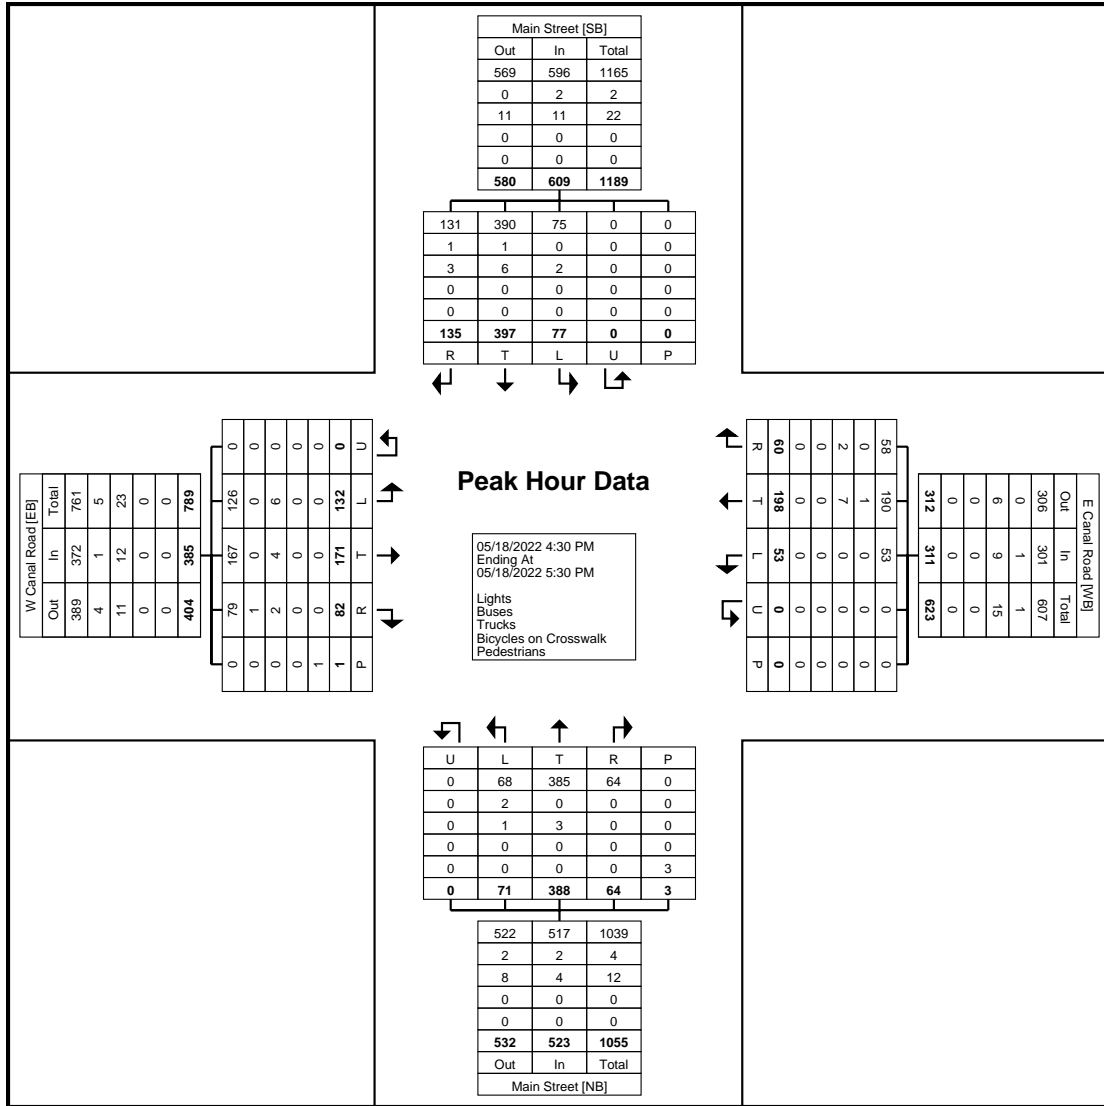 Main Street [SB]
Out In Total
569 596 1165
0 2 2
11 11 22
0 0 0
0 0 0
580 609 1189
131 390 75 0 0
1 1 0 0 0
3 6 2 0 0
0 0 0 0 0
0 0 0 0 0
135 397 77 0 0
R T L U P
W Canal Road [EB]
Total 761 5 23 0 0 789
In 372 1 12 0 0 385
Out 389 4 11 0 0 404
0 0 0 0 0 0 U
126 0 6 0 0 132 L
167 0 4 0 0 171 T
79 1 2 0 0 82 R
0 0 0 0 1 1 P
Peak Hour Data
05/18/2022 4:30 PM
Ending At
05/18/2022 5:30 PM
Lights
Buses
Trucks
Bicycles on Crosswalk
Pedestrians
R 60 0 0 2 0 58
T 198 0 0 7 1 190
L 53 0 0 0 0 53
U 0 0 0 0 0 0
P 0 0 0 0 0 0
312 0 0 6 0 306 Out
311 0 0 9 1 301 In
623 0 0 15 1 607 Total
E Canal Road [WB]
U L T R P
0 68 385 64 0
0 2 0 0 0
0 1 3 0 0
0 0 0 0 0
0 0 0 0 3
0 71 388 64 3
522 517 1039
2 2 4
8 4 12
0 0 0
0 0 0
532 523 1055
Out In Total
Main Street [NB]